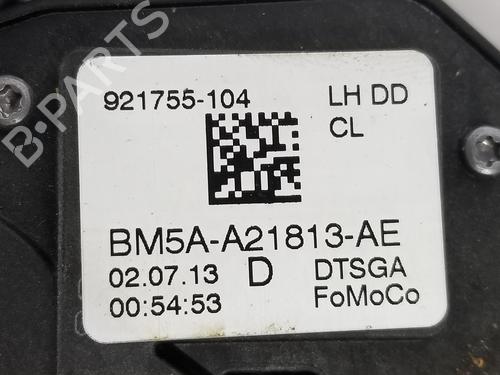 921755-104 LH DD
CL
BM5A-A21813-AE
02.07.13 D DTSGA
00:54:53 FoMoCo
B-PARTS